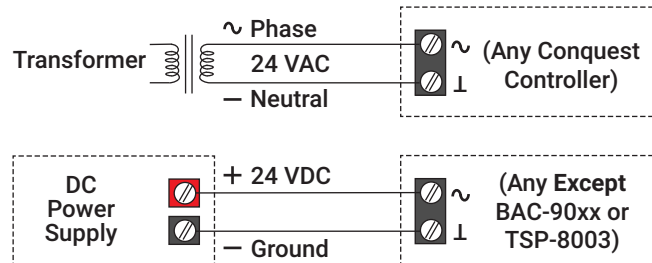 ∿ Phase
Transformer
24 VAC
– Neutral
∿
⊥
(Any Conquest
Controller)
DC
Power
Supply
+ 24 VDC
– Ground
∿
⊥
(Any Except
BAC-90xx or
TSP-8003)